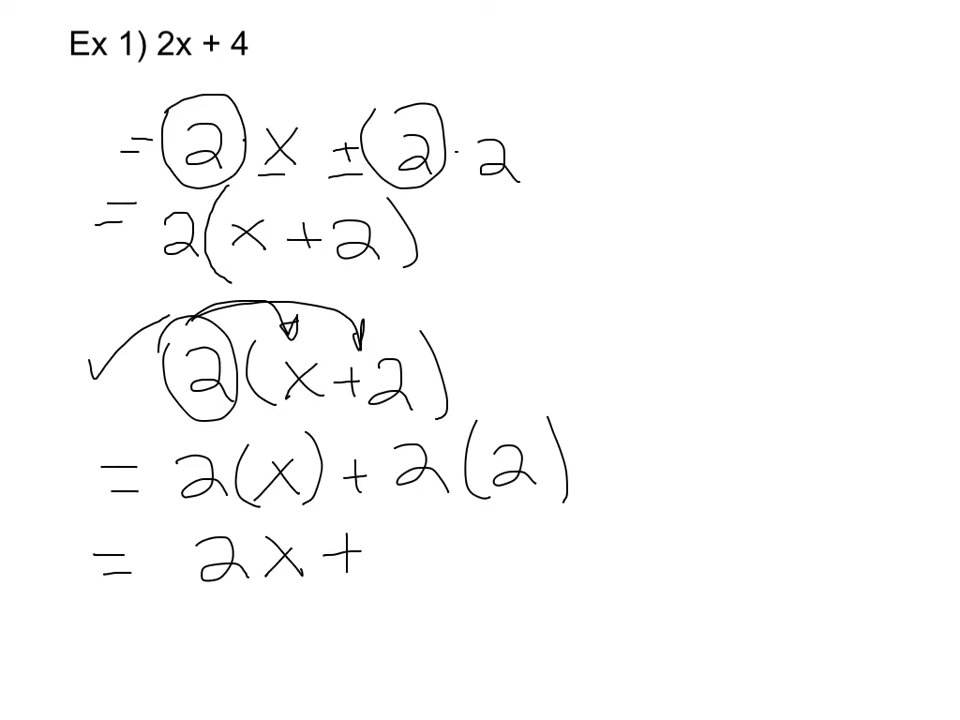 Ex 1) 2x + 4
= 2 x + 2 · 2
= 2(x + 2)
2(x + 2)
= 2(x) + 2(2)
= 2x +